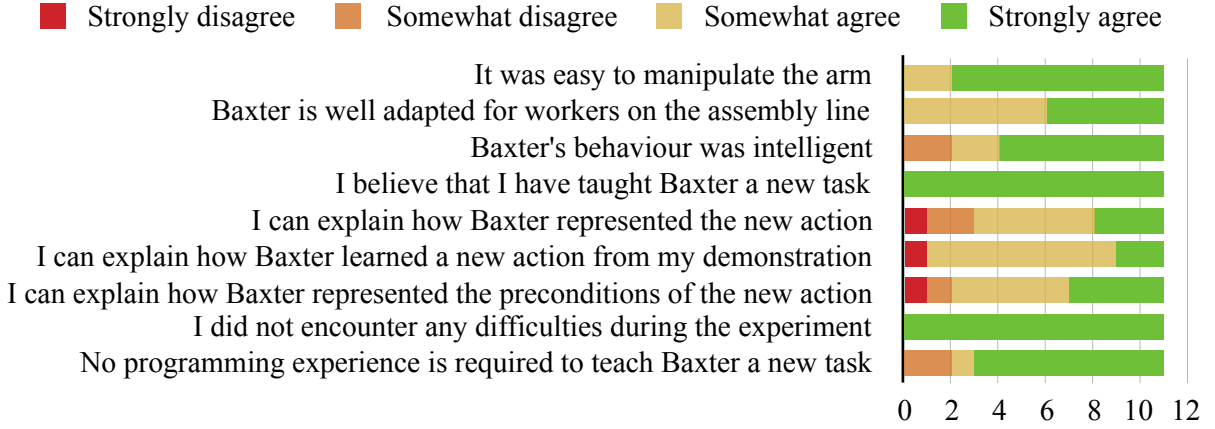 Strongly disagree Somewhat disagree Somewhat agree Strongly agree
It was easy to manipulate the arm
Baxter is well adapted for workers on the assembly line
Baxter's behaviour was intelligent
I believe that I have taught Baxter a new task
I can explain how Baxter represented the new action
I can explain how Baxter learned a new action from my demonstration
I can explain how Baxter represented the preconditions of the new action
I did not encounter any difficulties during the experiment
No programming experience is required to teach Baxter a new task
0 2 4 6 8 10 12